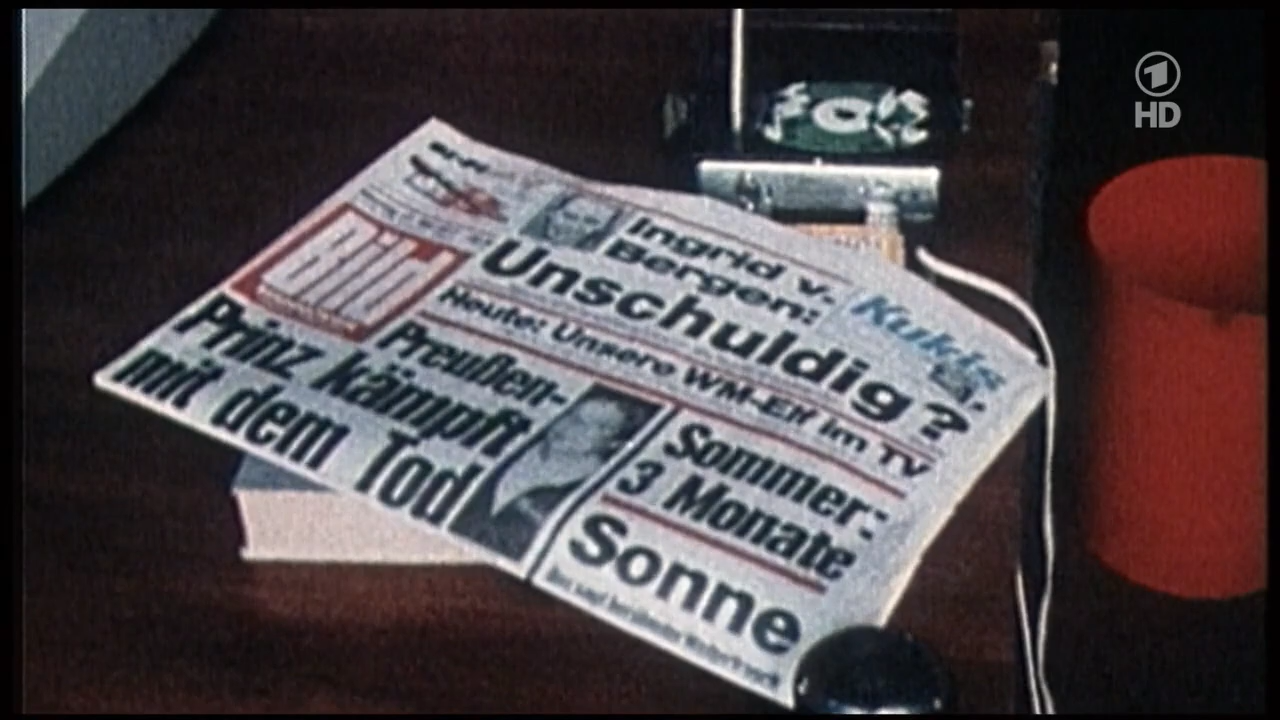 1
HD
Ingrid v.
Bergen:
Unschuldig?
Kukis
Heute: Unsere WM-Elf im TV
Bild
Preußen-
Prinz kämpft
mit dem Tod
Sommer:
3 Monate
Sonne